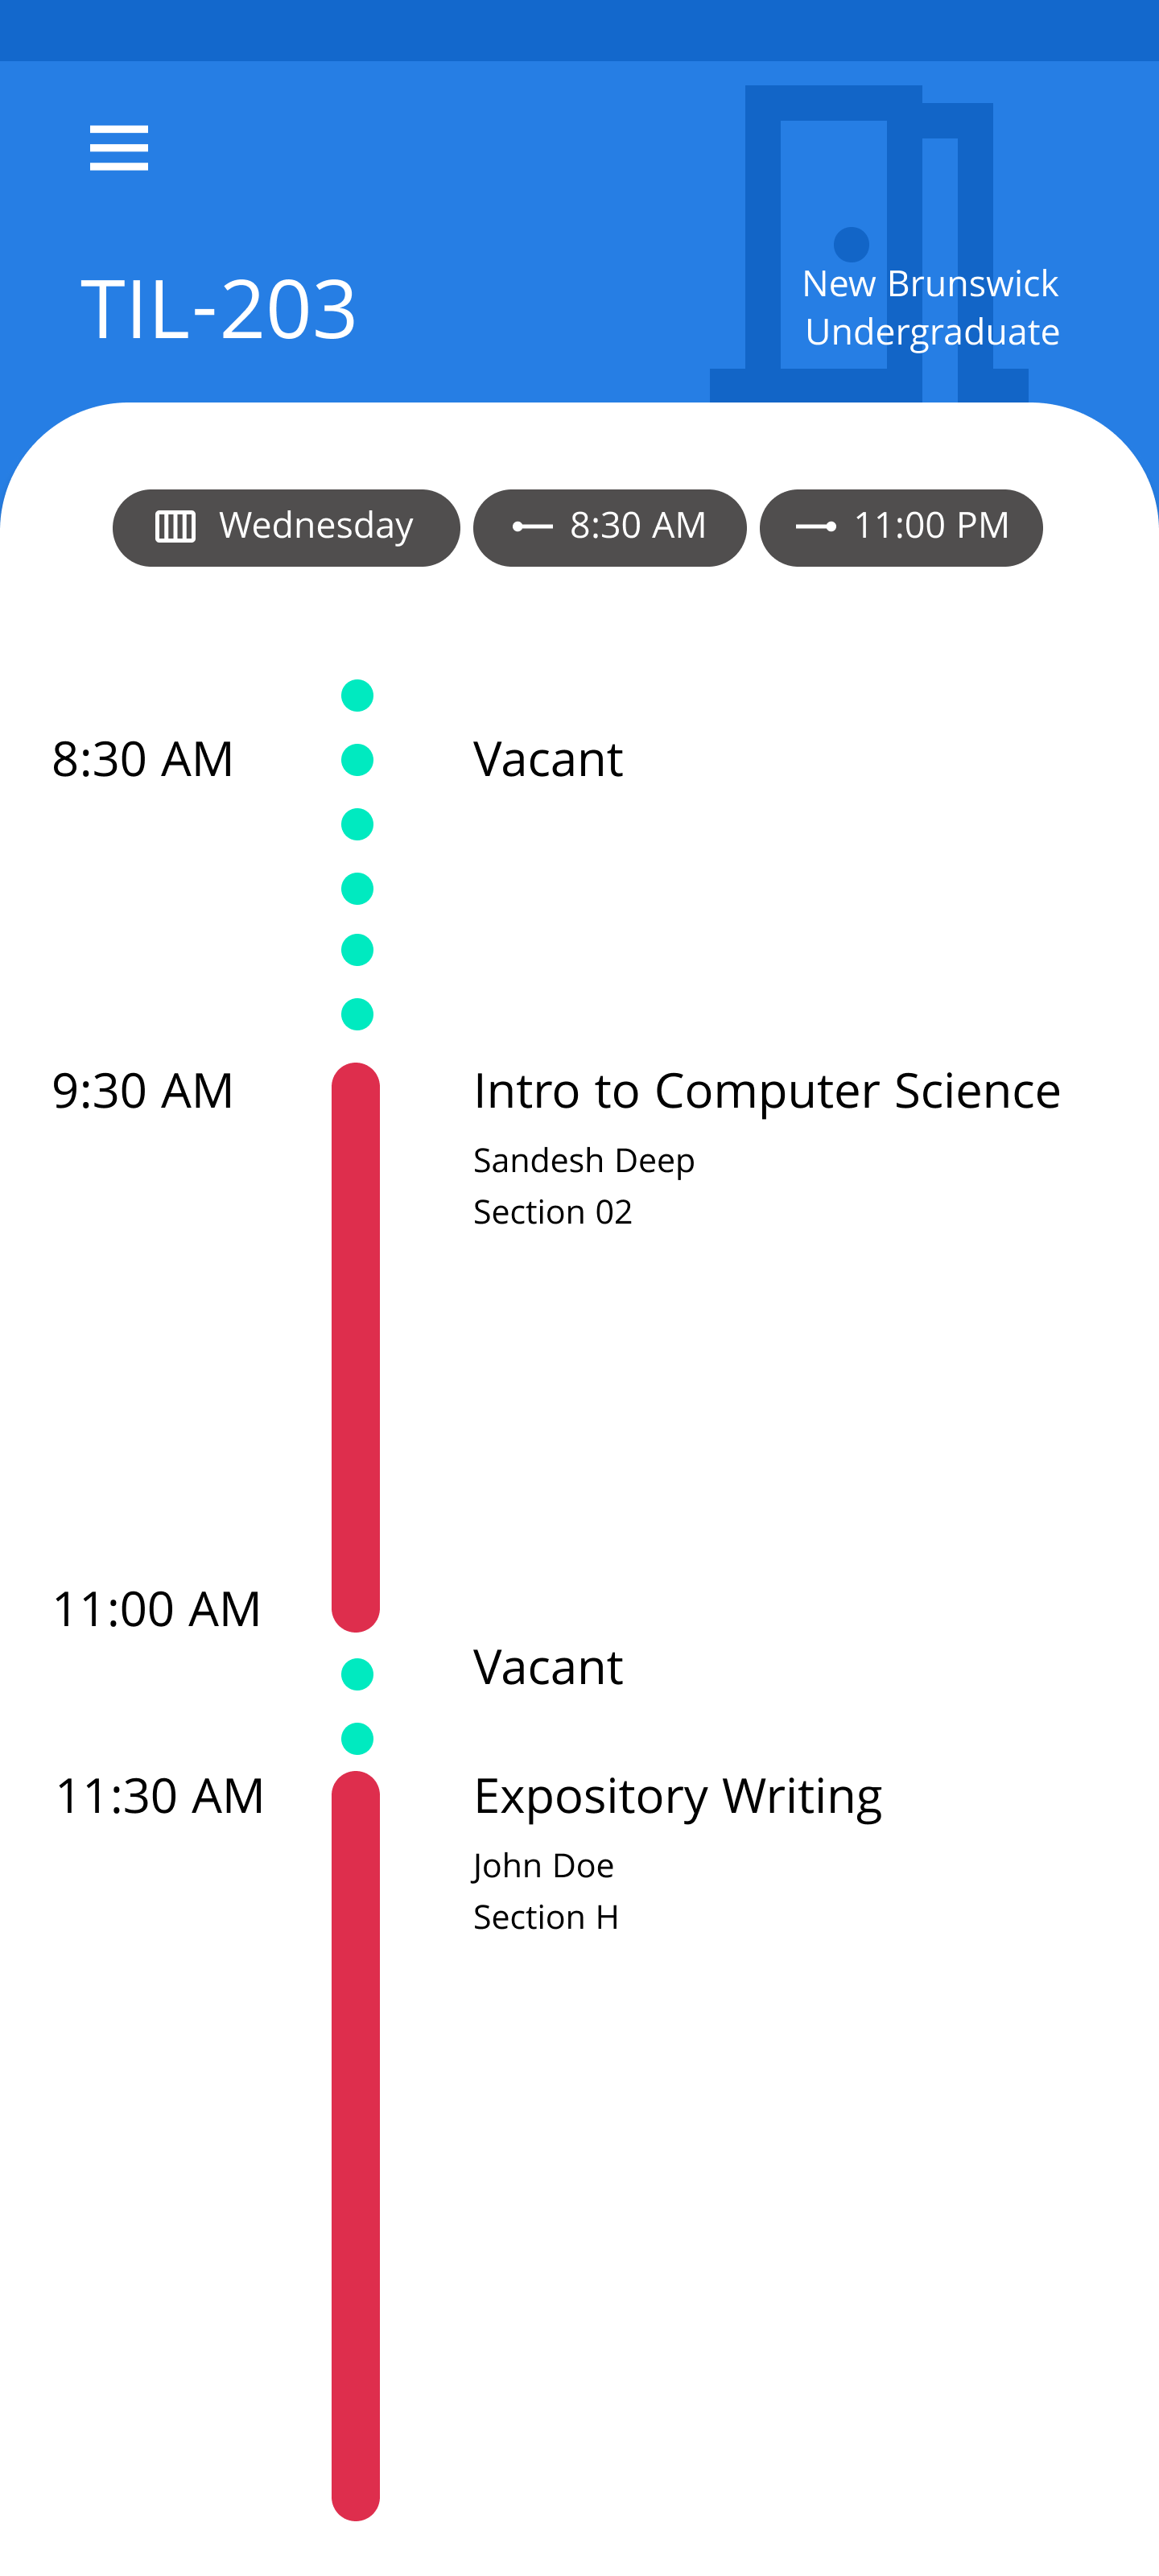 TIL-203
New Brunswick
Undergraduate
Wednesday
8:30 AM
11:00 PM
8:30 AM
Vacant
9:30 AM
Intro to Computer Science
Sandesh Deep
Section 02
11:00 AM
Vacant
11:30 AM
Expository Writing
John Doe
Section H